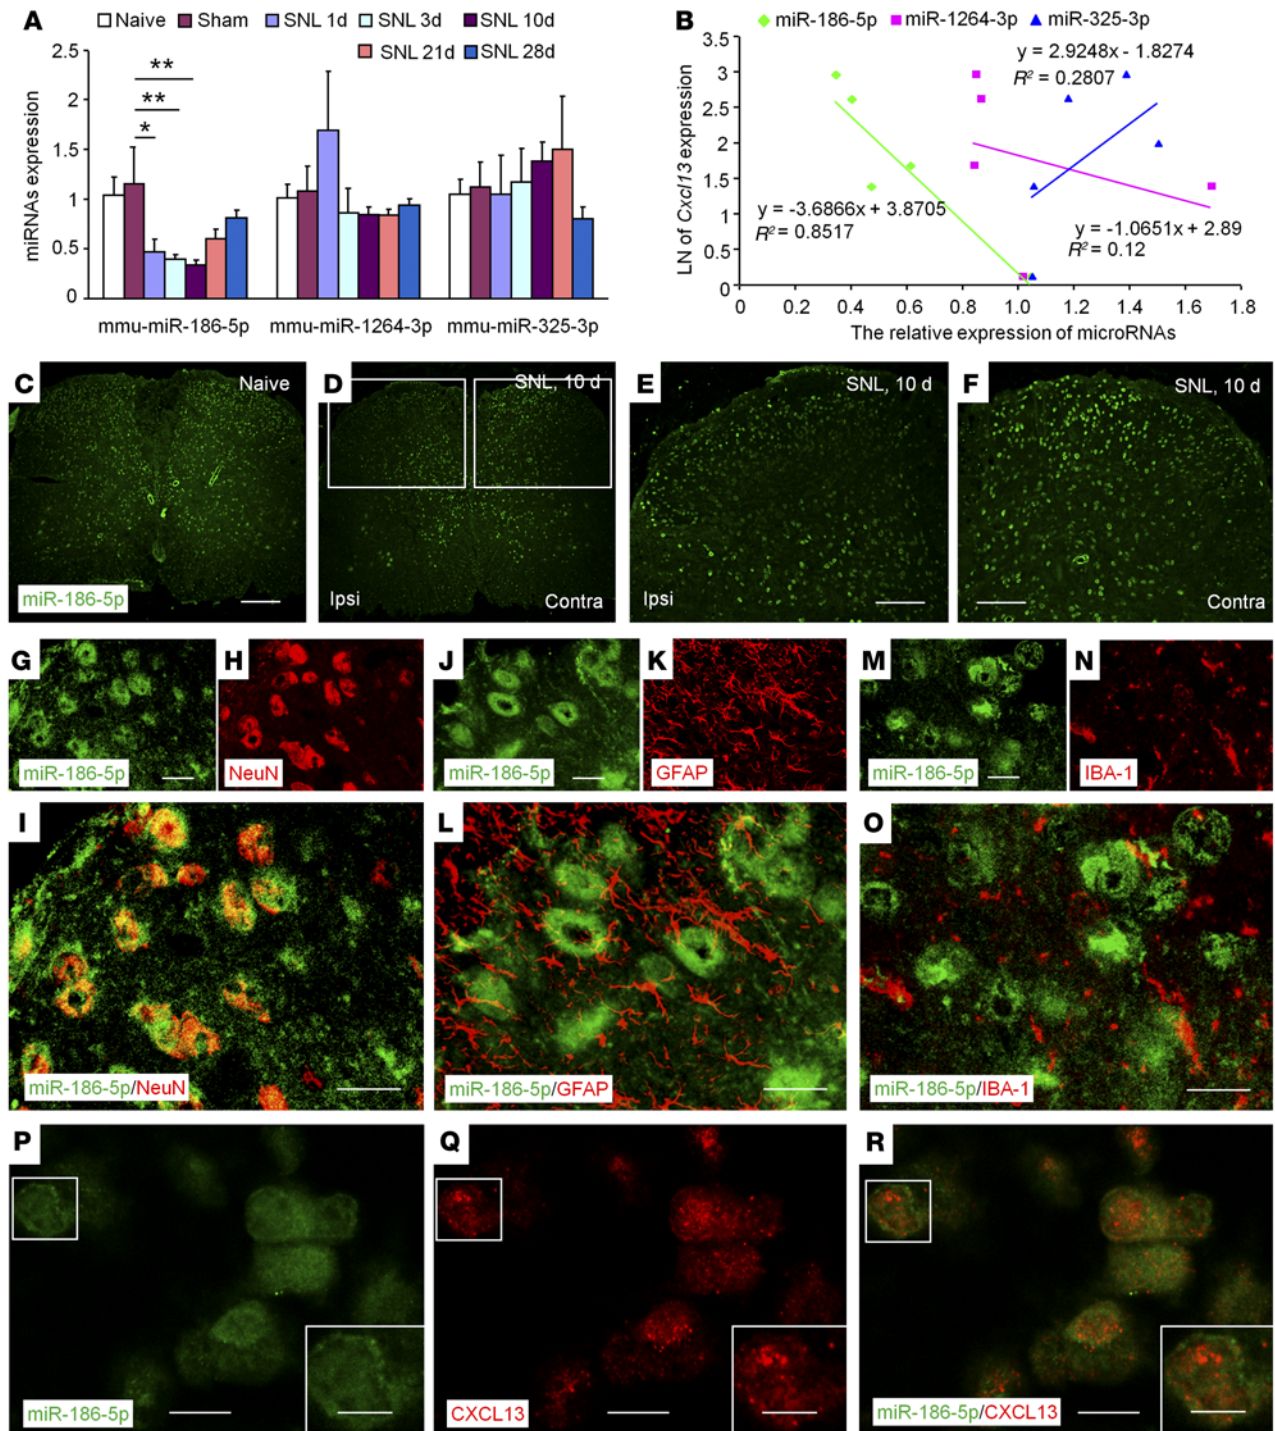 A
Naive Sham SNL 1d SNL 3d SNL 10d
SNL 21d SNL 28d
miRNAs expression
2.5
2
1.5
1
0.5
0
**
**
*
mmu-miR-186-5p mmu-miR-1264-3p mmu-miR-325-3p
B
miR-186-5p miR-1264-3p miR-325-3p
LN of Cxcl13 expression
3.5
3
2.5
2
1.5
1
0.5
0
y = 2.9248x - 1.8274
R² = 0.2807
y = -3.6866x + 3.8705
R² = 0.8517
y = -1.0651x + 2.89
R² = 0.12
0 0.2 0.4 0.6 0.8 1.0 1.2 1.4 1.6 1.8
The relative expression of microRNAs
C
Naive
miR-186-5p
D
SNL, 10 d
Ipsi
Contra
E
SNL, 10 d
Ipsi
F
SNL, 10 d
Contra
G
miR-186-5p
H
NeuN
J
miR-186-5p
K
GFAP
M
miR-186-5p
N
IBA-1
I
miR-186-5p/NeuN
L
miR-186-5p/GFAP
O
miR-186-5p/IBA-1
P
miR-186-5p
Q
CXCL13
R
miR-186-5p/CXCL13